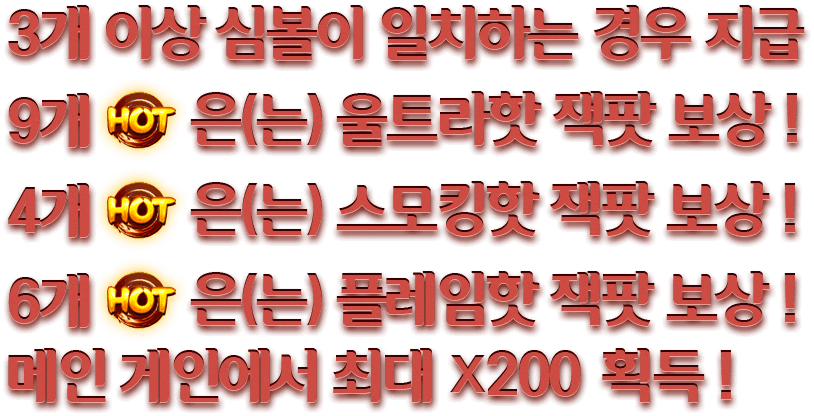 3개 이상 심볼이 일치하는 경우 지급
9개 HOT 은(는) 울트라핫 잭팟 보상 !
4개 HOT 은(는) 스모킹핫 잭팟 보상 !
6개 HOT 은(는) 플레임핫 잭팟 보상 !
메인 게인에서 최대 X200 획득 !